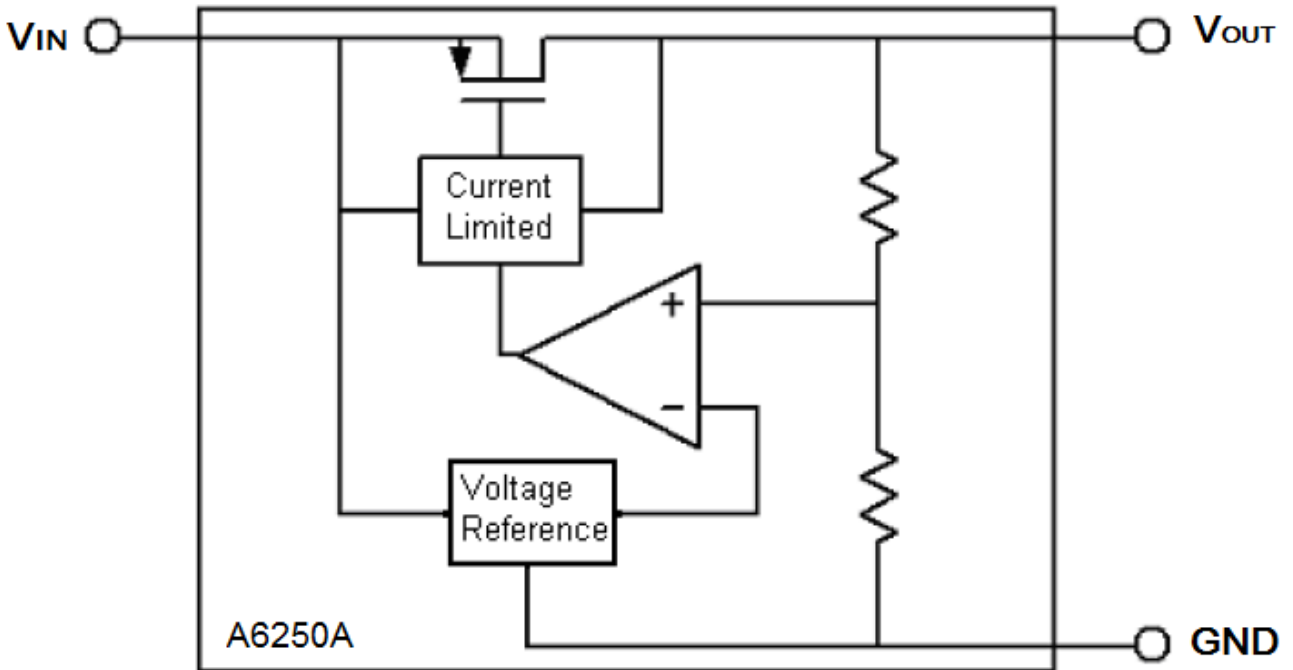 VIN
VOUT
Current
Limited
+
−
Voltage
Reference
A6250A
GND